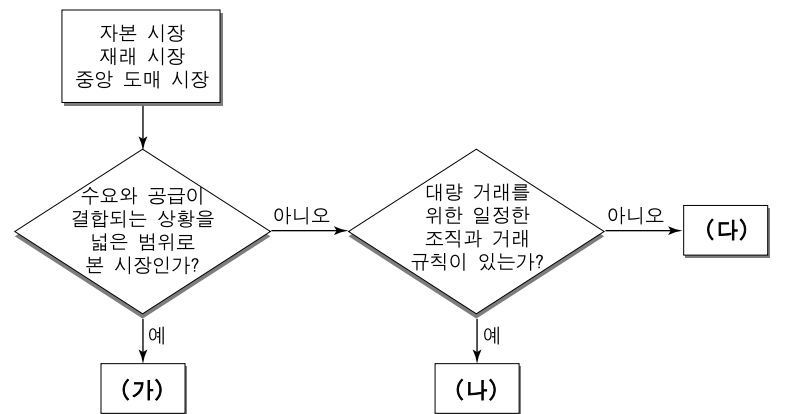 자본 시장
재래 시장
중앙 도매 시장
수요와 공급이
결합되는 상황을
넓은 범위로
본 시장인가?
아니오
대량 거래를
위한 일정한
조직과 거래
규칙이 있는가?
아니오
(다)
예
예
(가)
(나)